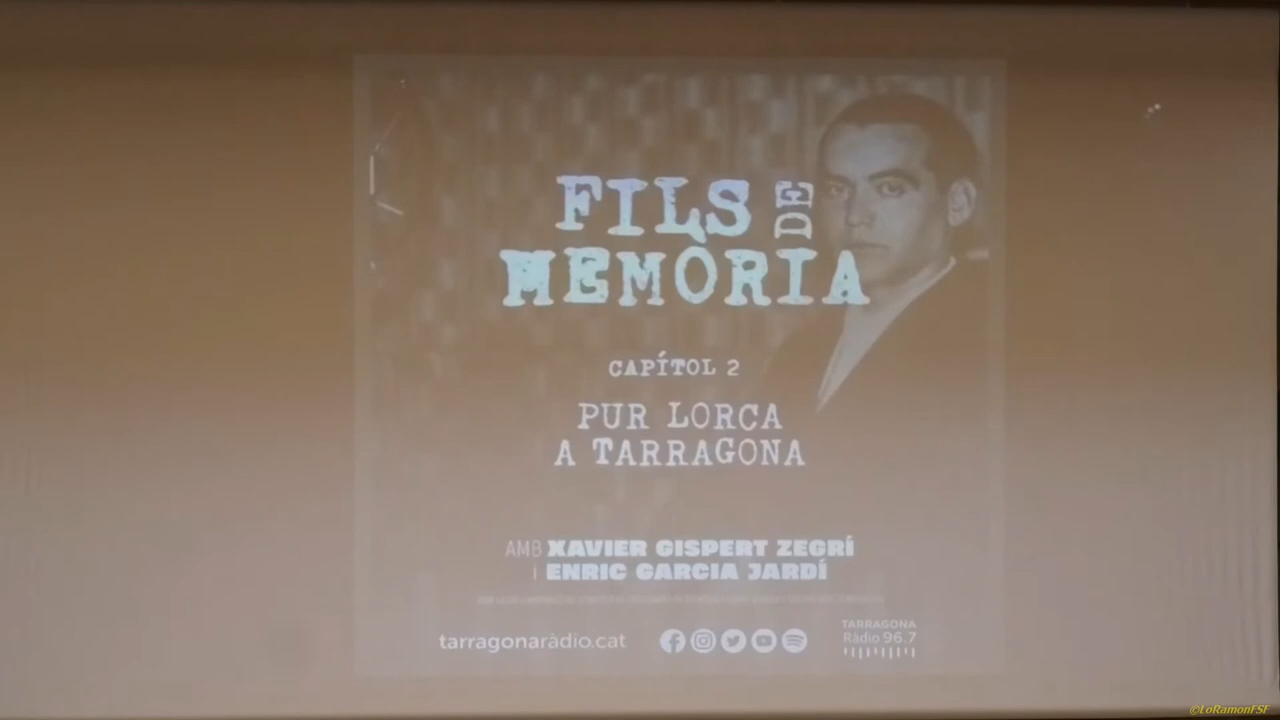 FILS DE
MEMÒRIA
CAPÍTOL 2
PUR LORCA
A TARRAGONA
AMB XAVIER GISPERT ZEGRÍ
I ENRIC GARCIA JARDÍ
tarragonaràdio.cat
TARRAGONA
Ràdio 96.7
©LoRamonFSF